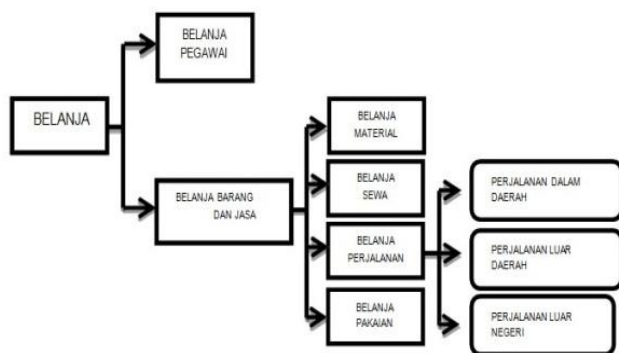 BELANJA
PEGAWAI
BELANJA
BELANJA BARANG
DAN JASA
BELANJA
MATERIAL
BELANJA
SEWA
BELANJA
PERJALANAN
BELANJA
PAKAIAN
PERJALANAN DALAM
DAERAH
PERJALANAN LUAR
DAERAH
PERJALANAN LUAR
NEGERI